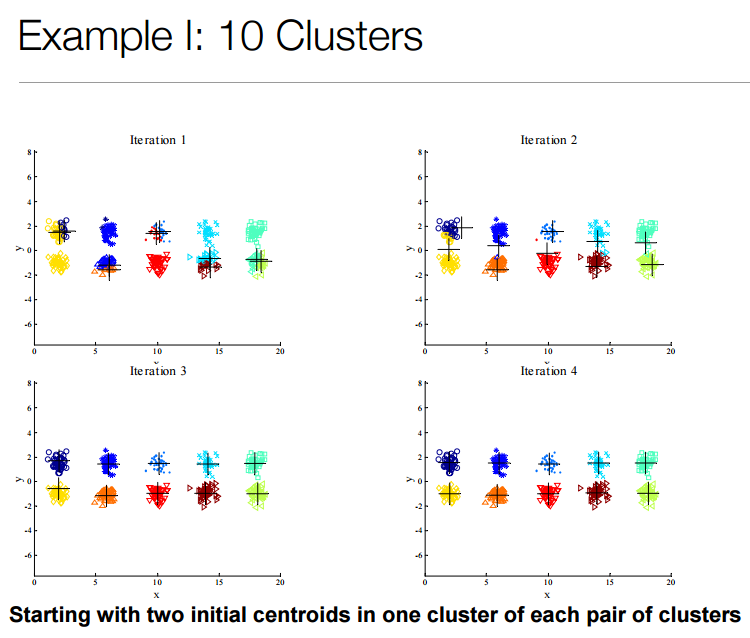 Example I: 10 Clusters
Iteration 1
8
6
4
2
0
-2
-4
-6
y
0 5 10 15 20
Iteration 2
8
6
4
2
0
-2
-4
-6
y
0 5 10 15 20
Iteration 3
8
6
4
2
0
-2
-4
-6
y
0 5 10 15 20
x
Iteration 4
8
6
4
2
0
-2
-4
-6
y
0 5 10 15 20
x
Starting with two initial centroids in one cluster of each pair of clusters